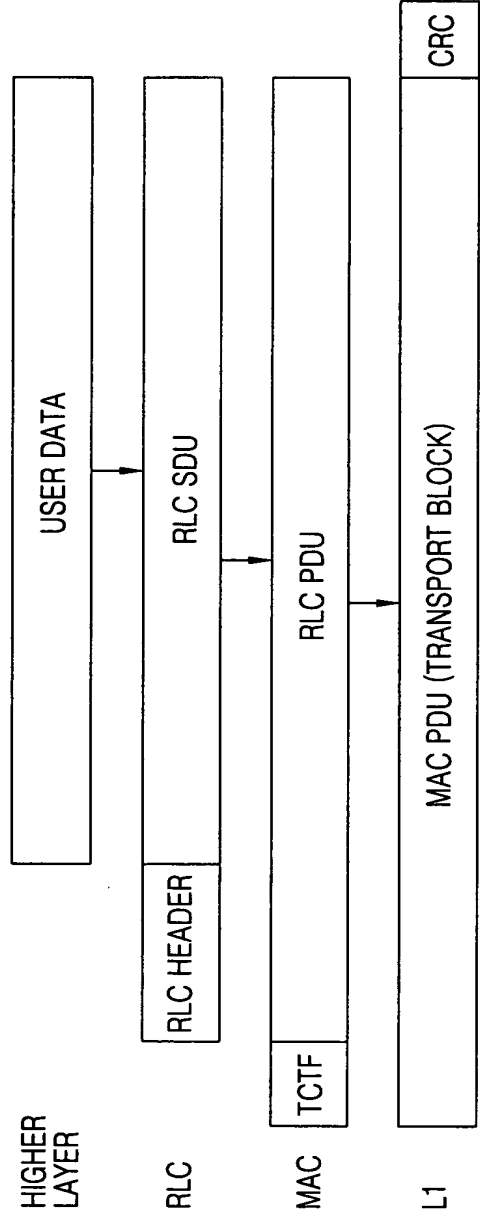 HIGHER
LAYER
USER DATA
RLC
RLC HEADER
RLC SDU
MAC
TCTF
RLC PDU
L1
MAC PDU (TRANSPORT BLOCK)
CRC